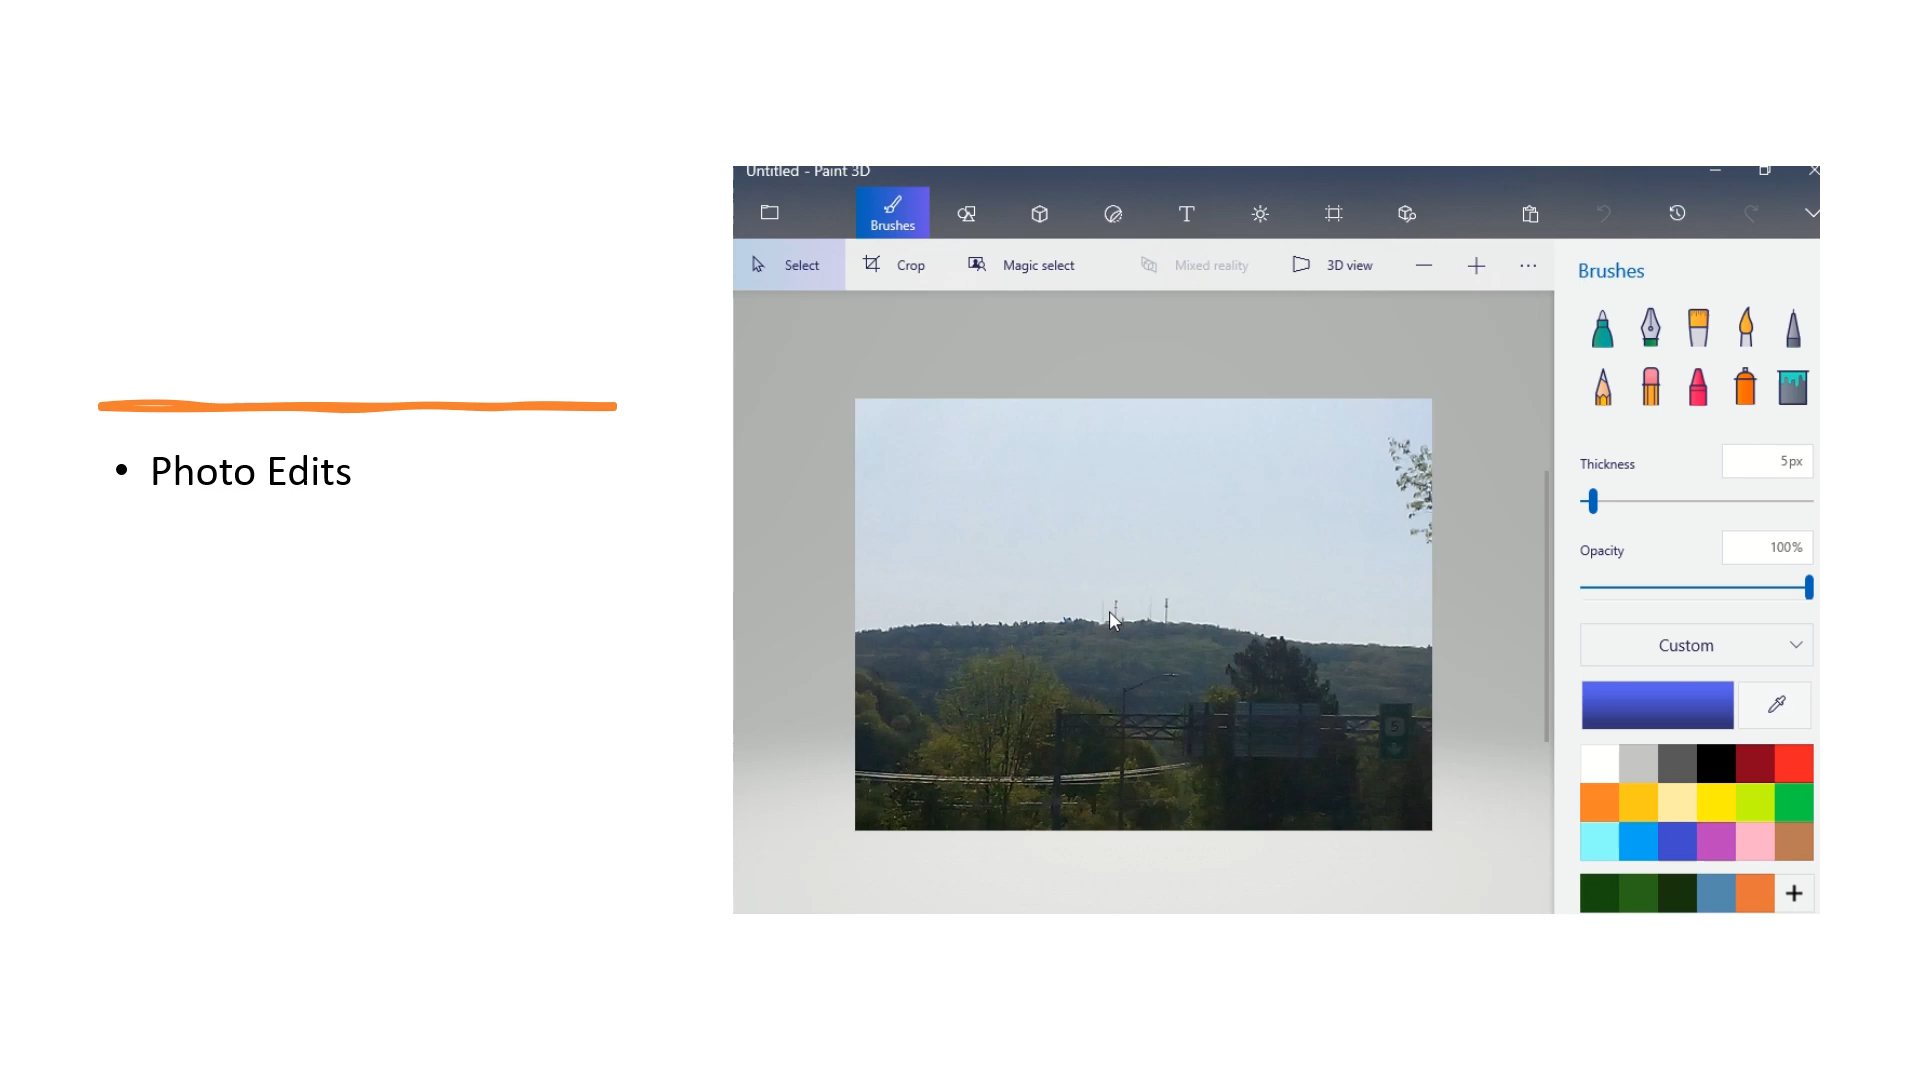 Untitled - Paint 3D
Brushes
Select
Crop
Magic select
Mixed reality
3D view
Brushes
• Photo Edits
Thickness
5px
Opacity
100%
Custom
5